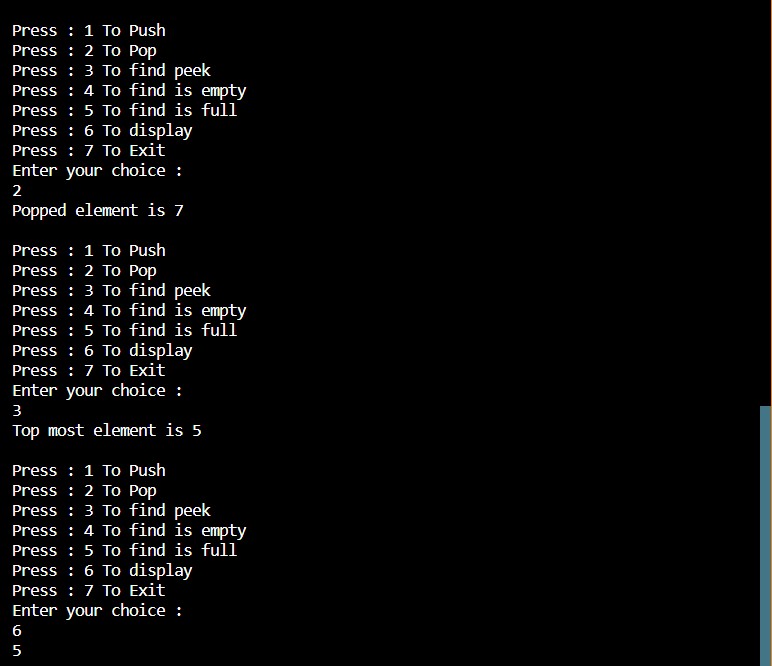 Press : 1 To Push
Press : 2 To Pop
Press : 3 To find peek
Press : 4 To find is empty
Press : 5 To find is full
Press : 6 To display
Press : 7 To Exit
Enter your choice :
2
Popped element is 7
Press : 1 To Push
Press : 2 To Pop
Press : 3 To find peek
Press : 4 To find is empty
Press : 5 To find is full
Press : 6 To display
Press : 7 To Exit
Enter your choice :
3
Top most element is 5
Press : 1 To Push
Press : 2 To Pop
Press : 3 To find peek
Press : 4 To find is empty
Press : 5 To find is full
Press : 6 To display
Press : 7 To Exit
Enter your choice :
6
5